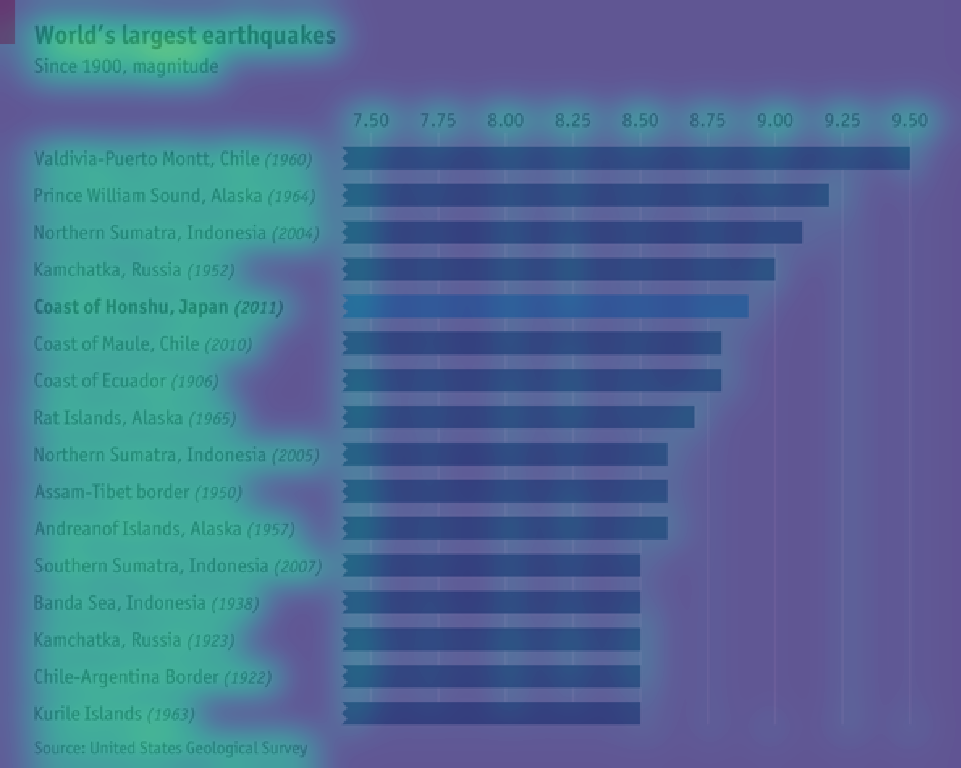 World's largest earthquakes
Since 1900, magnitude
7.50 7.75 8.00 8.25 8.50 8.75 9.00 9.25 9.50
Valdivia-Puerto Montt, Chile (1960)
Prince William Sound, Alaska (1964)
Northern Sumatra, Indonesia (2004)
Kamchatka, Russia (1952)
Coast of Honshu, Japan (2011)
Coast of Maule, Chile (2010)
Coast of Ecuador (1906)
Rat Islands, Alaska (1965)
Northern Sumatra, Indonesia (2005)
Assam-Tibet border (1950)
Andreanof Islands, Alaska (1957)
Southern Sumatra, Indonesia (2007)
Banda Sea, Indonesia (1938)
Kamchatka, Russia (1923)
Chile-Argentina Border (1922)
Kurile Islands (1963)
Source: United States Geological Survey